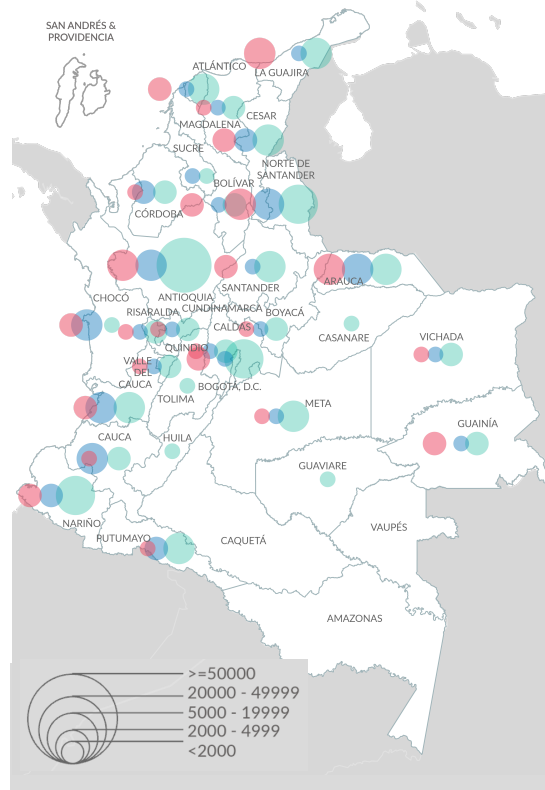 SAN ANDRÉS &
PROVIDENCIA
ATLÁNTICO
LA GUAJIRA
CESAR
MAGDALENA
SUCRE
NORTE DE
SANTANDER
BOLÍVAR
CÓRDOBA
ARAUCA
SANTANDER
ANTIOQUIA
CHOCÓ
CUNDINAMARCA
RISARALDA
BOYACÁ
CALDAS
CASANARE
VICHADA
QUINDIO
VALLE
DEL
CAUCA
BOGOTÁ, D.C.
TOLIMA
META
GUAINÍA
CAUCA
HUILA
GUAVIARE
NARIÑO
VAUPÉS
PUTUMAYO
CAQUETÁ
AMAZONAS
>=50000
20000 - 49999
5000 - 19999
2000 - 4999
<2000